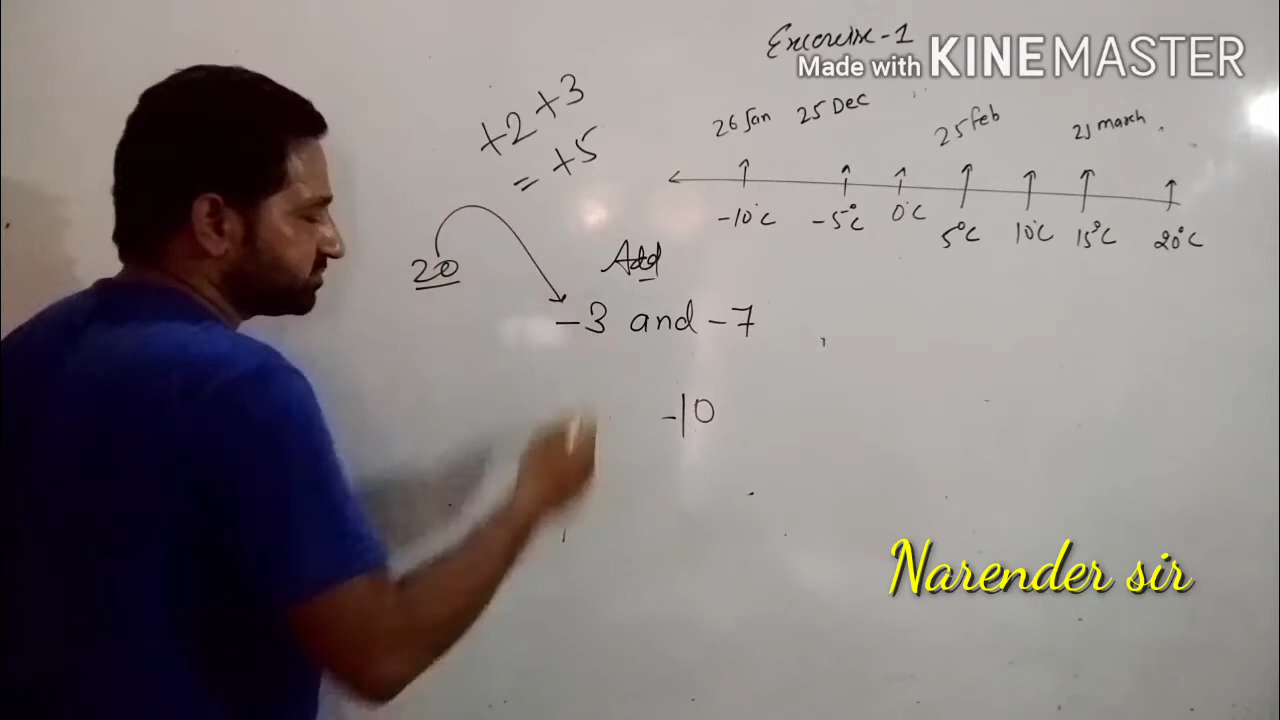 Exercise-1
Made with KINEMASTER
+2+3
= +5
26 Jan 25 Dec 25 feb 21 march
-10°C -5°C 0°C 5°C 10°C 15°C 20°C
20
Add
-3 and -7
-10
Narender sir